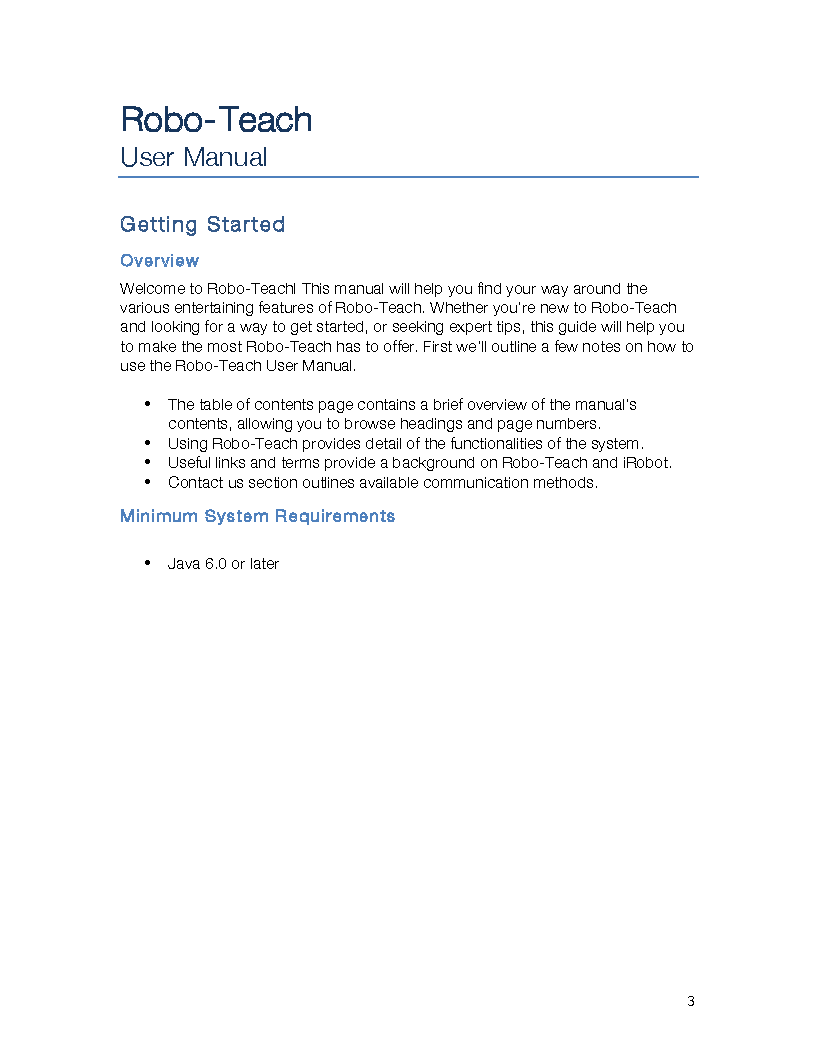 Robo-Teach
User Manual
Getting Started
Overview
Welcome to Robo-Teach! This manual will help you find your way around the
various entertaining features of Robo-Teach. Whether you're new to Robo-Teach
and looking for a way to get started, or seeking expert tips, this guide will help you
to make the most Robo-Teach has to offer. First we'll outline a few notes on how to
use the Robo-Teach User Manual.
• The table of contents page contains a brief overview of the manual's
contents, allowing you to browse headings and page numbers.
• Using Robo-Teach provides detail of the functionalities of the system.
• Useful links and terms provide a background on Robo-Teach and iRobot.
• Contact us section outlines available communication methods.
Minimum System Requirements
• Java 6.0 or later
3